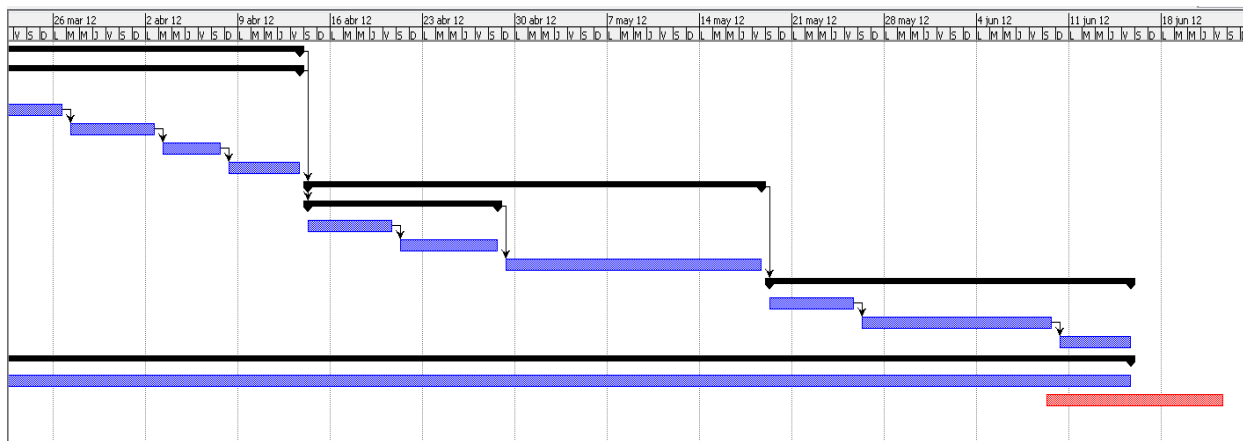 26 mar 12 2 abr 12 9 abr 12 16 abr 12 23 abr 12 30 abr 12 7 may 12 14 may 12 21 may 12 28 may 12 4 jun 12 11 jun 12 18 jun 12
V S D L M M J V S D L M M J V S D L M M J V S D L M M J V S D L M M J V S D L M M J V S D L M M J V S D L M M J V S D L M M J V S D L M M J V S D L M M J V S D L M M J V S D L M M J V S D